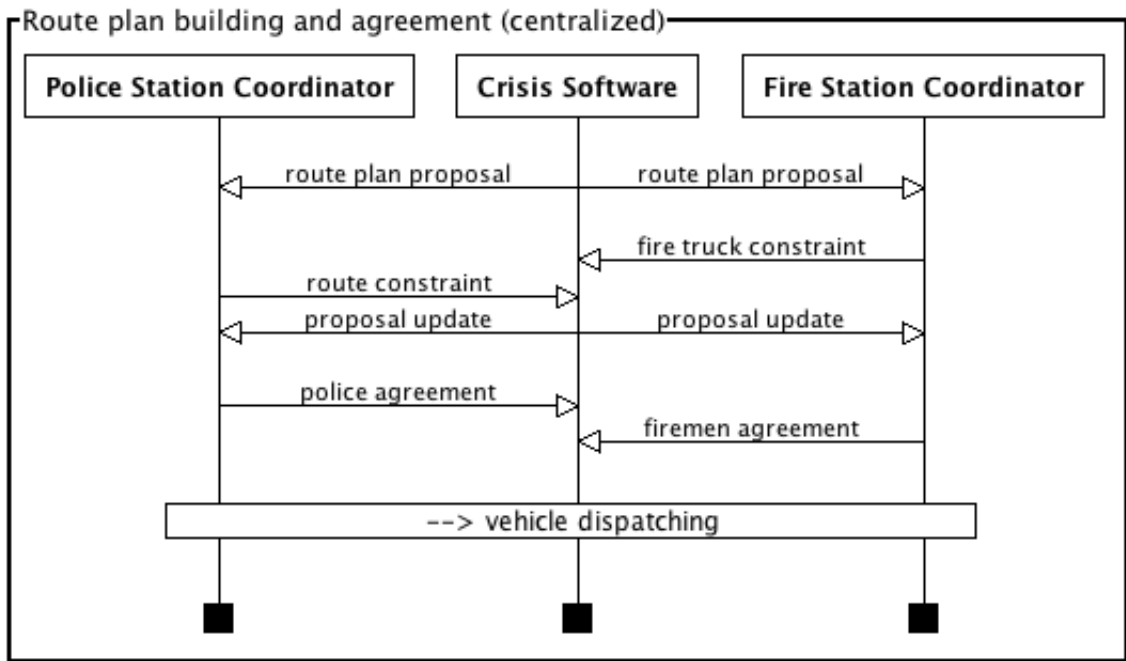 Route plan building and agreement (centralized)
Police Station Coordinator
Crisis Software
Fire Station Coordinator
route plan proposal
route plan proposal
fire truck constraint
route constraint
proposal update
proposal update
police agreement
firemen agreement
--> vehicle dispatching